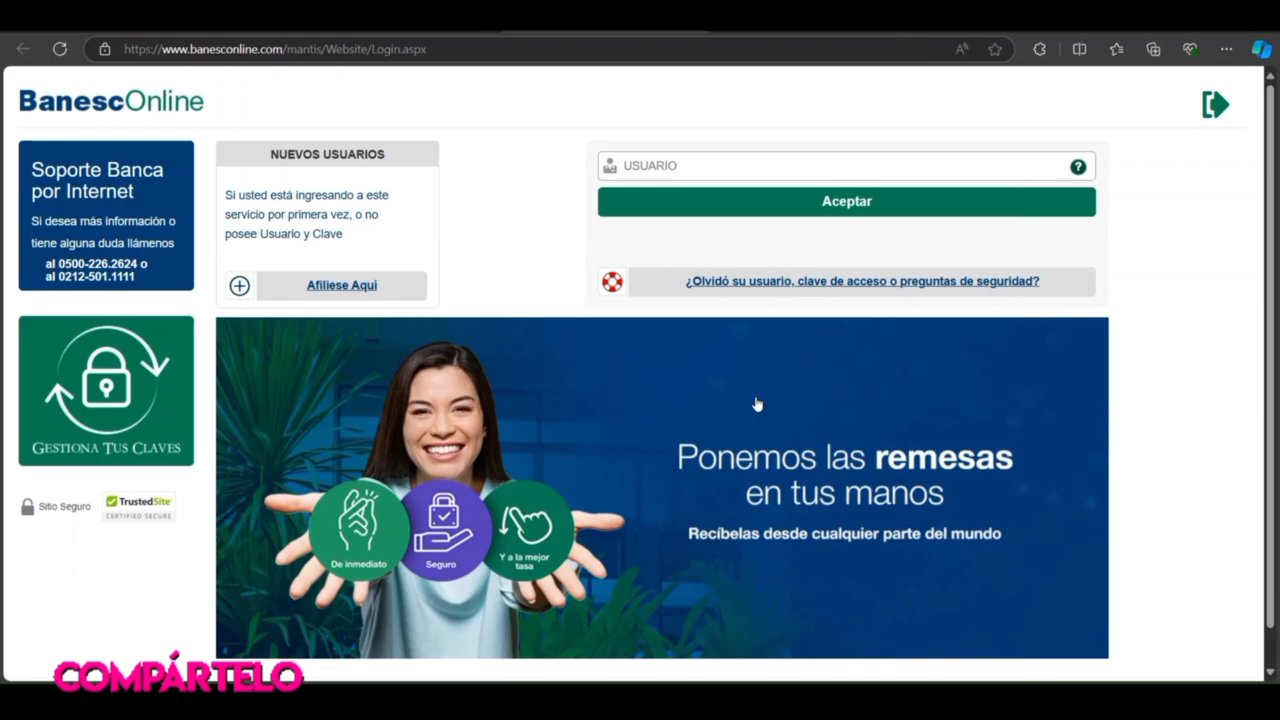 https://www.banesconline.com/mantis/Website/Login.aspx
BanescOnline
Soporte Banca
por Internet
Si desea más información o
tiene alguna duda llámenos
al 0500-226.2624 o
al 0212-501.1111
NUEVOS USUARIOS
Si usted está ingresando a este
servicio por primera vez, o no
posee Usuario y Clave
Afíliese Aquí
USUARIO
?
Aceptar
¿Olvidó su usuario, clave de acceso o preguntas de seguridad?
GESTIONA TUS CLAVES
Sitio Seguro
TrustedSite
CERTIFIED SECURE
De inmediato
Seguro
Y a la mejor
tasa
Ponemos las remesas
en tus manos
Recíbelas desde cualquier parte del mundo
COMPÁRTELO